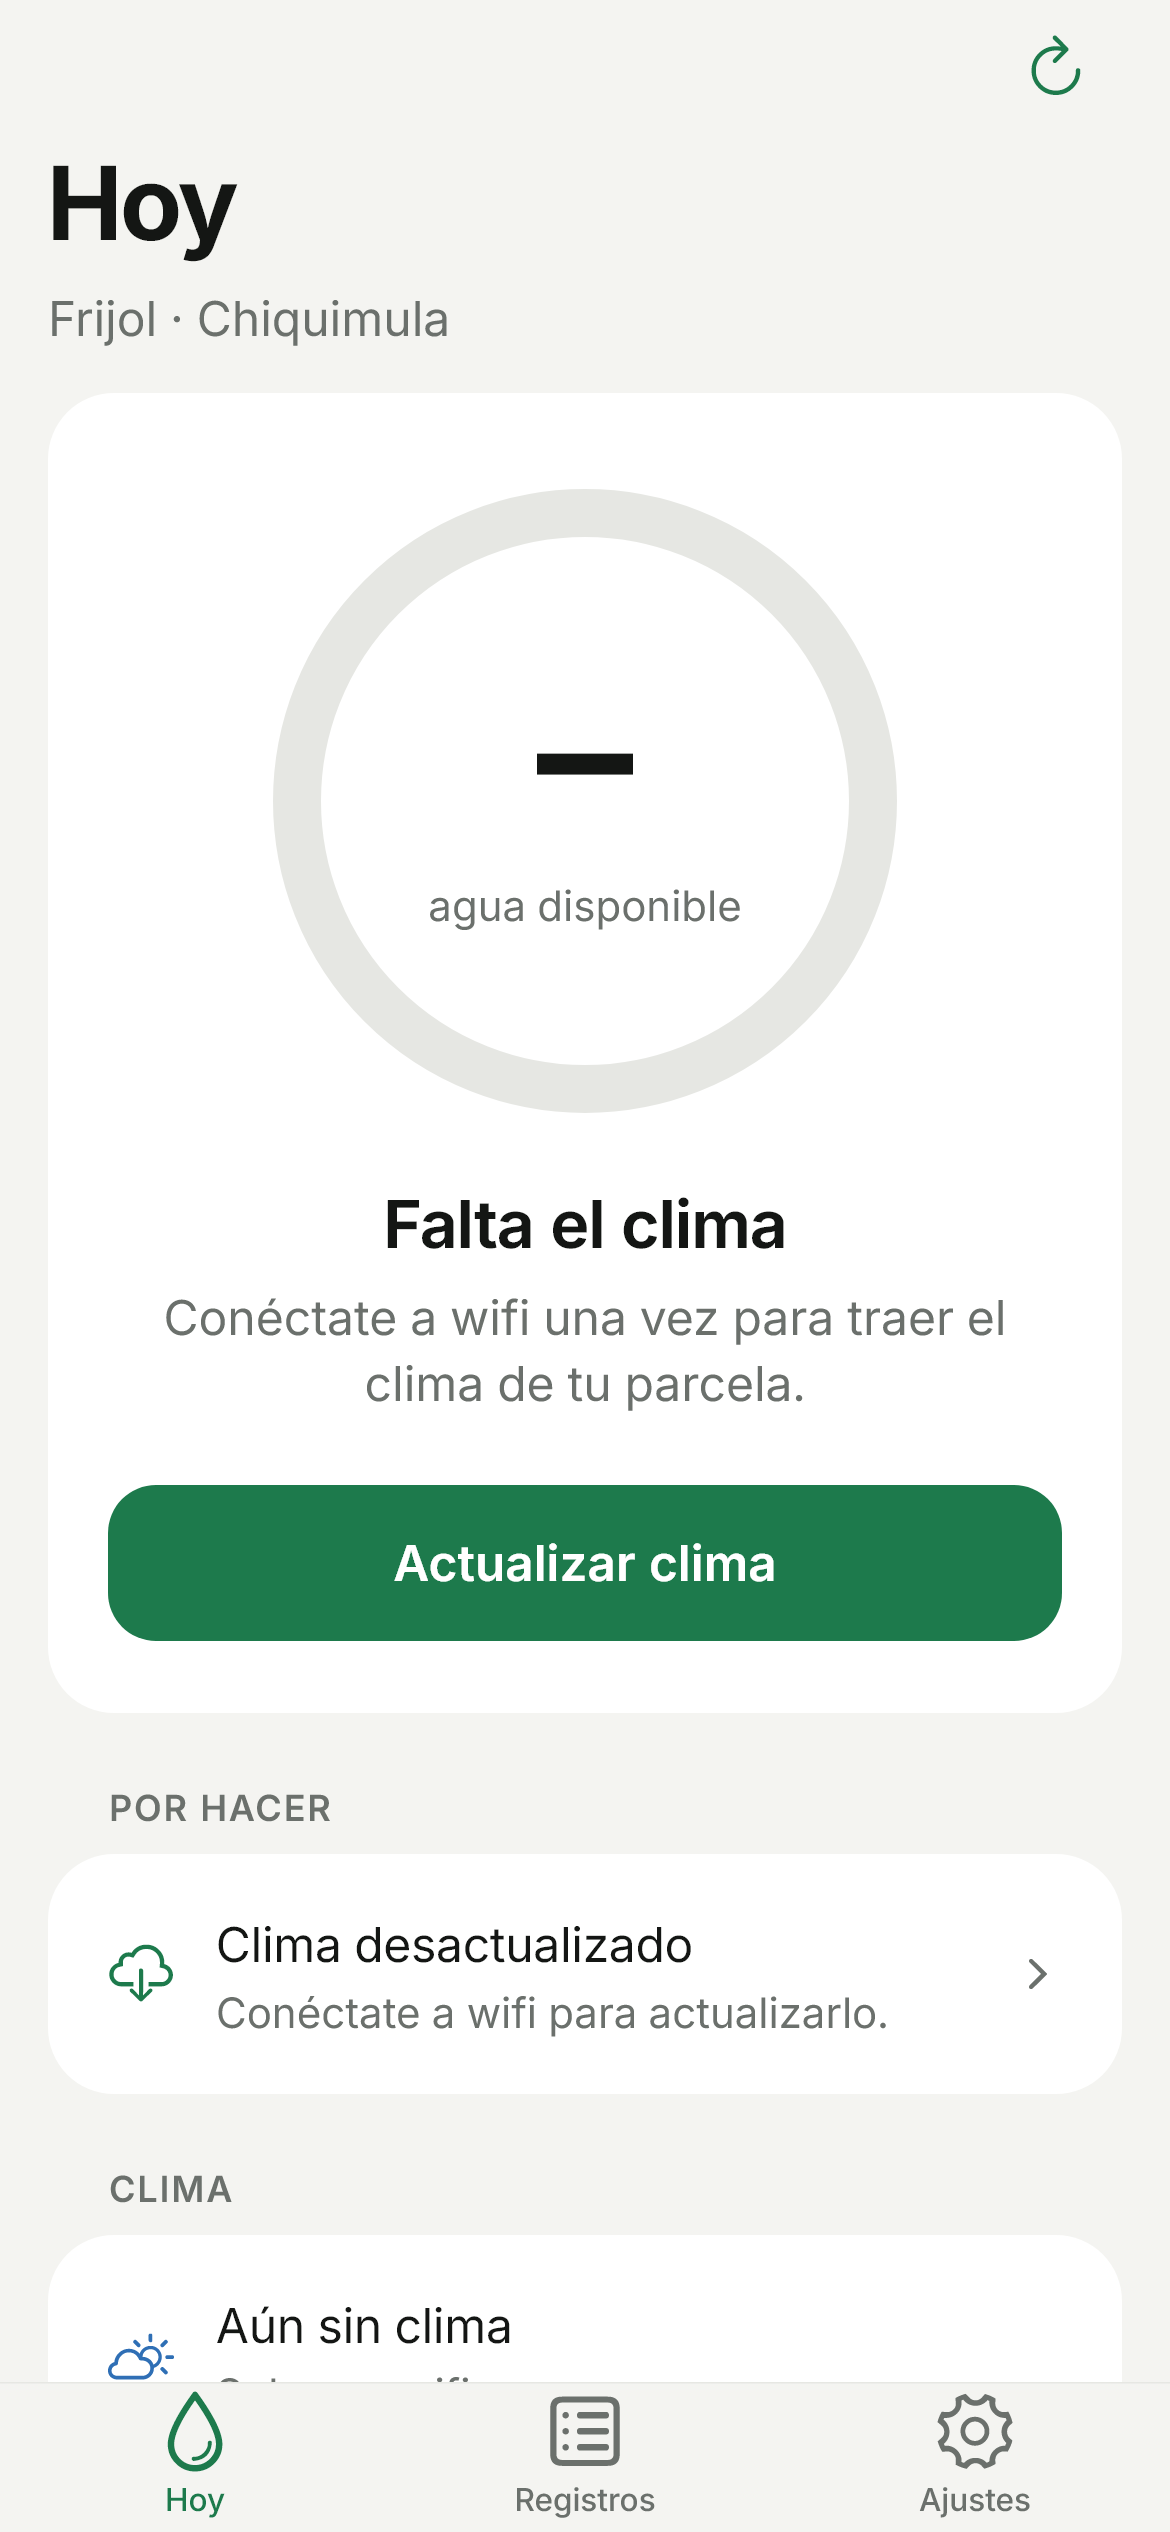 Hoy
Frijol · Chiquimula
—
agua disponible
Falta el clima
Conéctate a wifi una vez para traer el
clima de tu parcela.
Actualizar clima
POR HACER
Clima desactualizado
Conéctate a wifi para actualizarlo.
CLIMA
Aún sin clima
Hoy
Registros
Ajustes